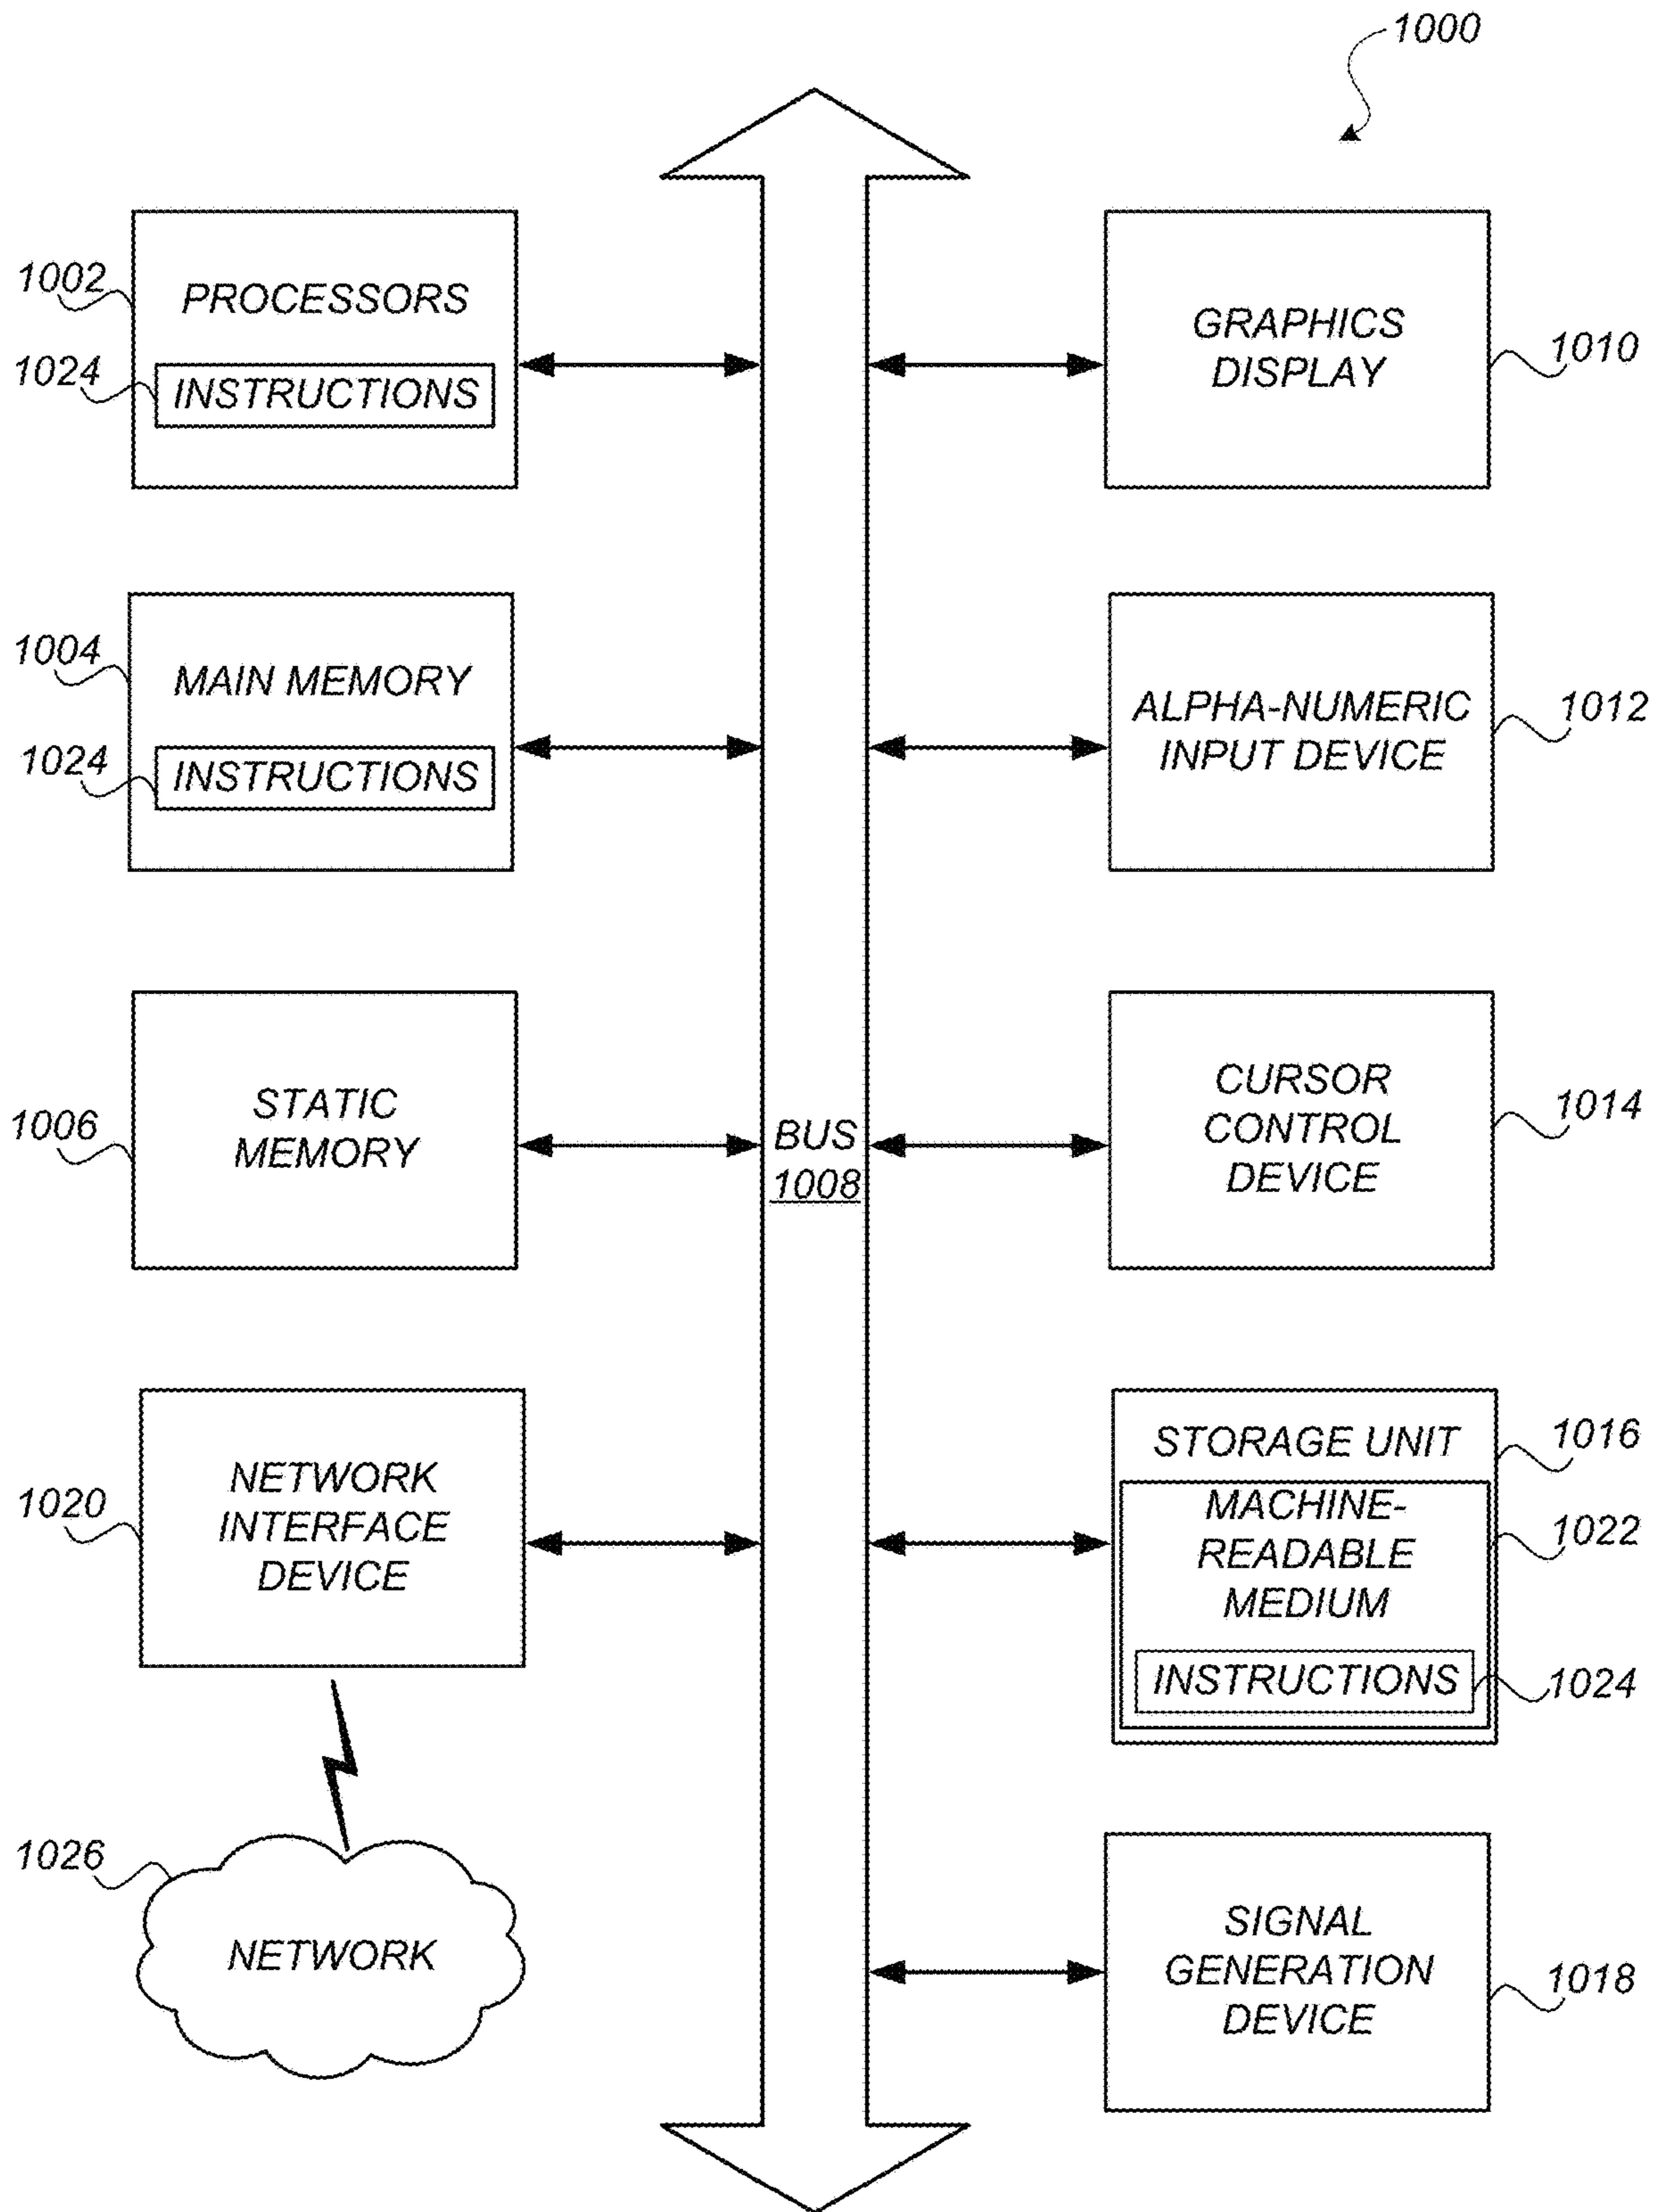 1000
1002
PROCESSORS
1024
INSTRUCTIONS
GRAPHICS
DISPLAY
1010
1004
MAIN MEMORY
1024
INSTRUCTIONS
ALPHA-NUMERIC
INPUT DEVICE
1012
1006
STATIC
MEMORY
BUS
1008
CURSOR
CONTROL
DEVICE
1014
1020
NETWORK
INTERFACE
DEVICE
STORAGE UNIT
1016
MACHINE-
READABLE
MEDIUM
1022
INSTRUCTIONS
1024
1026
NETWORK
SIGNAL
GENERATION
DEVICE
1018